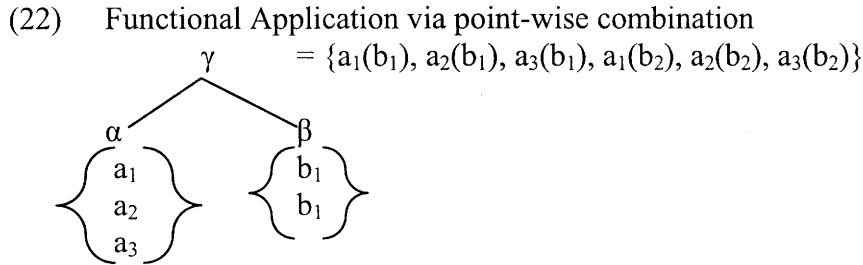 (22) Functional Application via point-wise combination
γ = {a₁(b₁), a₂(b₁), a₃(b₁), a₁(b₂), a₂(b₂), a₃(b₂)}
α β
a₁ b₁
a₂ b₁
a₃